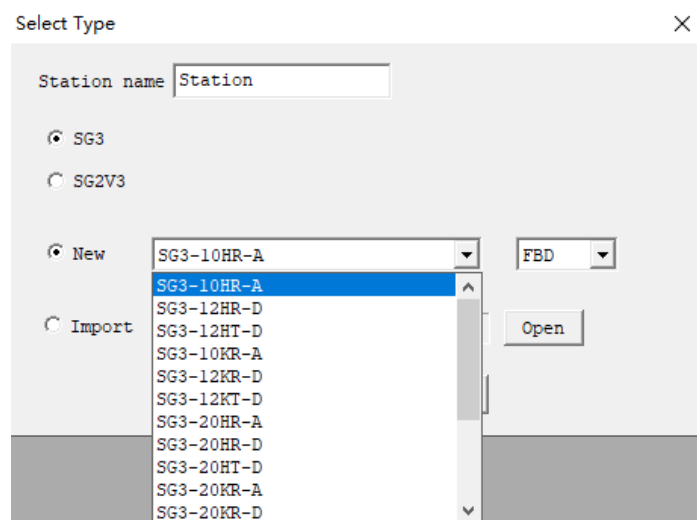 Select Type
Station name Station
SG3
SG2V3
New SG3-10HR-A FBD
SG3-10HR-A
SG3-12HR-D
SG3-12HT-D
Import Open
SG3-10KR-A
SG3-12KR-D
SG3-12KT-D
SG3-20HR-A
SG3-20HR-D
SG3-20HT-D
SG3-20KR-A
SG3-20KR-D